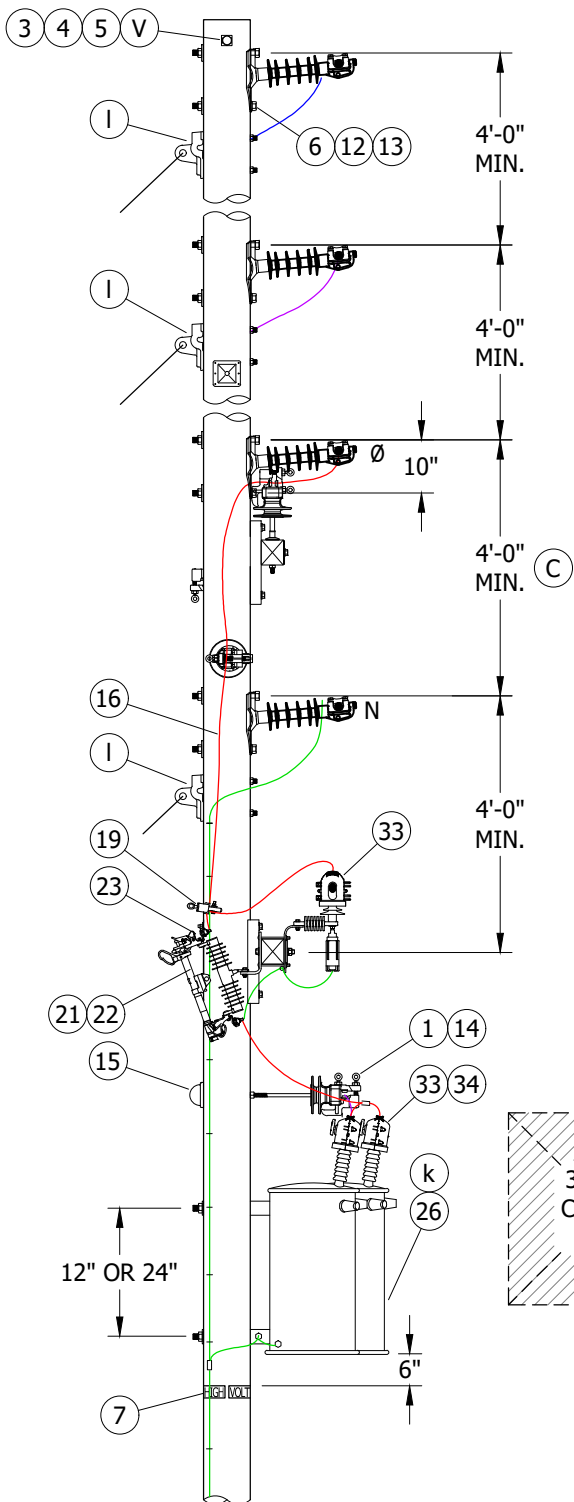 3 4 5 V
I
6 12 13
4'-0"
MIN.
I
4'-0"
MIN.
Ø
10"
4'-0"
MIN.
C
16
N
I
4'-0"
MIN.
19
33
23
21 22
1 14
15
33 34
k
26
3
C
12" OR 24"
6"
7
HIGH VOLT